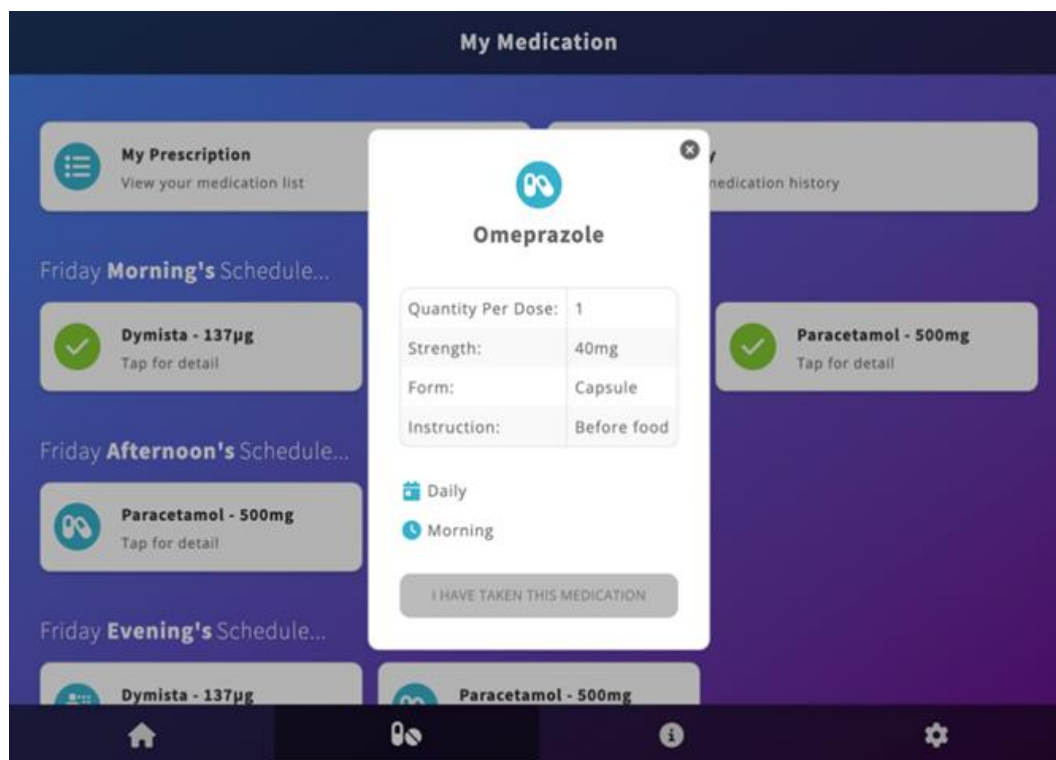 My Medication
My Prescription
View your medication list
medication history
Omeprazole
Quantity Per Dose: 1
Strength: 40mg
Form: Capsule
Instruction: Before food
Daily
Morning
I HAVE TAKEN THIS MEDICATION
Friday Morning's Schedule...
Dymista - 137µg
Tap for detail
Paracetamol - 500mg
Tap for detail
Friday Afternoon's Schedule...
Paracetamol - 500mg
Tap for detail
Friday Evening's Schedule...
Dymista - 137µg
Paracetamol - 500mg